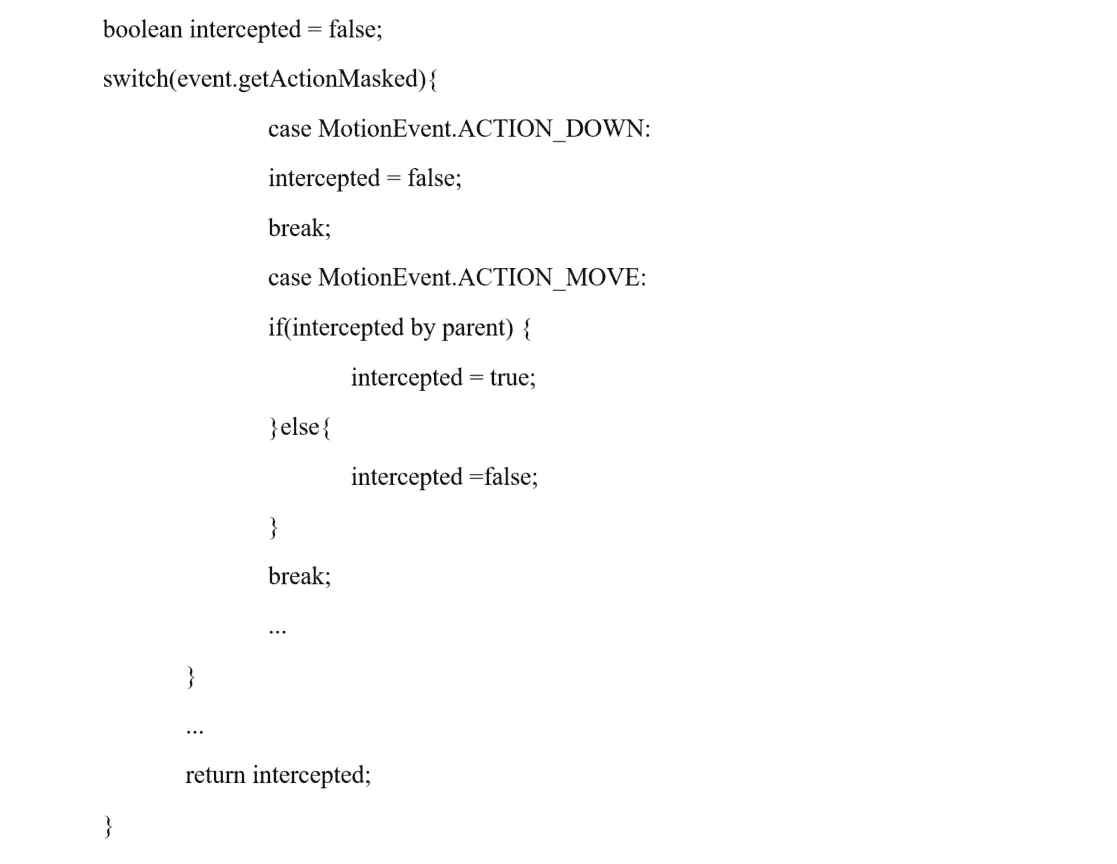 boolean intercepted = false;
switch(event.getActionMasked){
case MotionEvent.ACTION_DOWN:
intercepted = false;
break;
case MotionEvent.ACTION_MOVE:
if(intercepted by parent) {
intercepted = true;
}else{
intercepted =false;
}
break;
...
}
...
return intercepted;
}